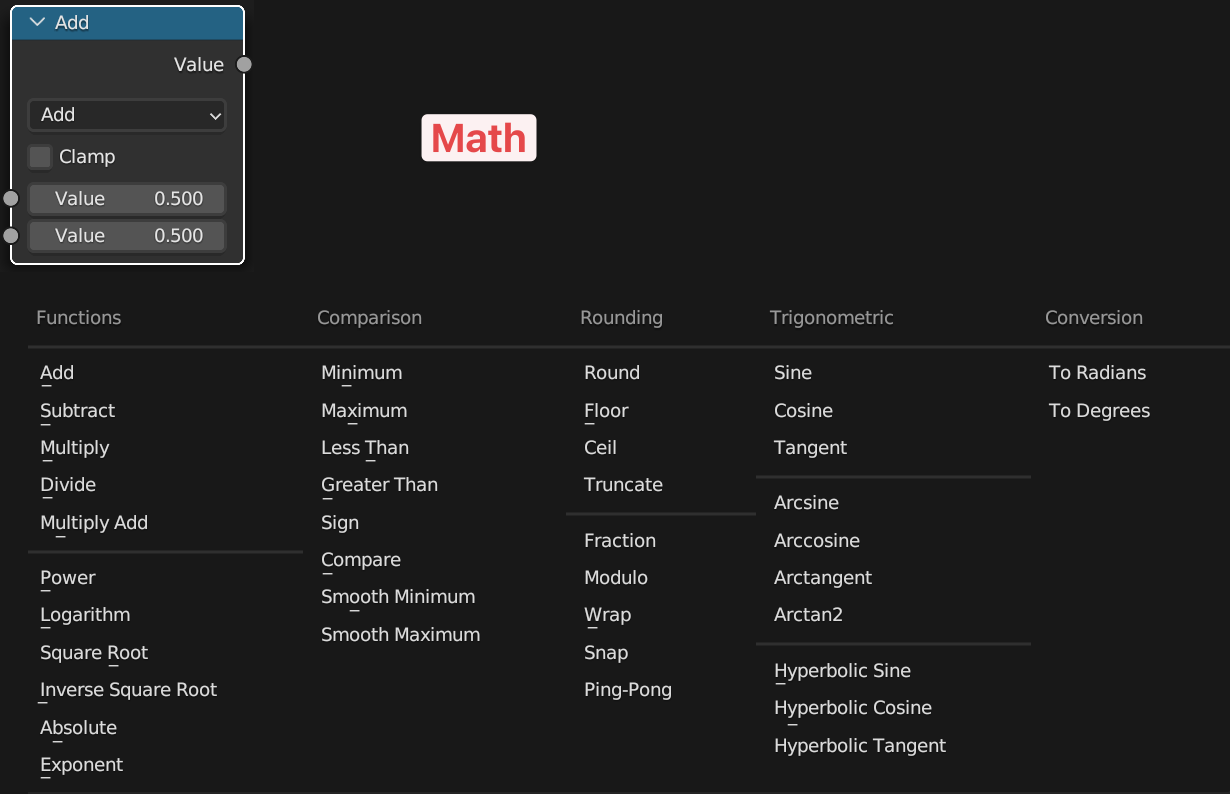 Add
Value
Add
Clamp
Value 0.500
Value 0.500
Math
Functions
Add
Subtract
Multiply
Divide
Multiply Add
Power
Logarithm
Square Root
Inverse Square Root
Absolute
Exponent
Comparison
Minimum
Maximum
Less Than
Greater Than
Sign
Compare
Smooth Minimum
Smooth Maximum
Rounding
Round
Floor
Ceil
Truncate
Fraction
Modulo
Wrap
Snap
Ping-Pong
Trigonometric
Sine
Cosine
Tangent
Arcsine
Arccosine
Arctangent
Arctan2
Hyperbolic Sine
Hyperbolic Cosine
Hyperbolic Tangent
Conversion
To Radians
To Degrees